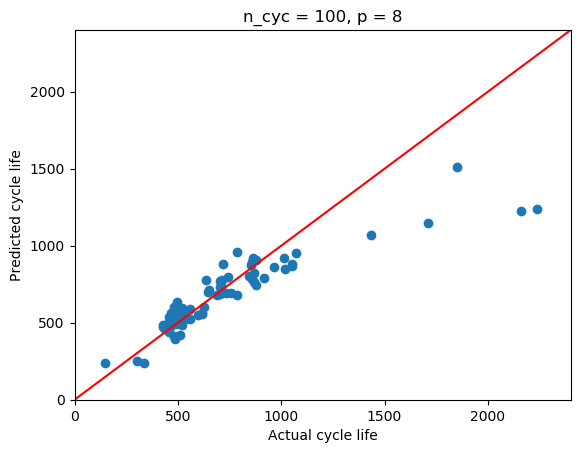 n_cyc = 100, p = 8
Predicted cycle life
2000
1500
1000
500
0
0 500 1000 1500 2000
Actual cycle life